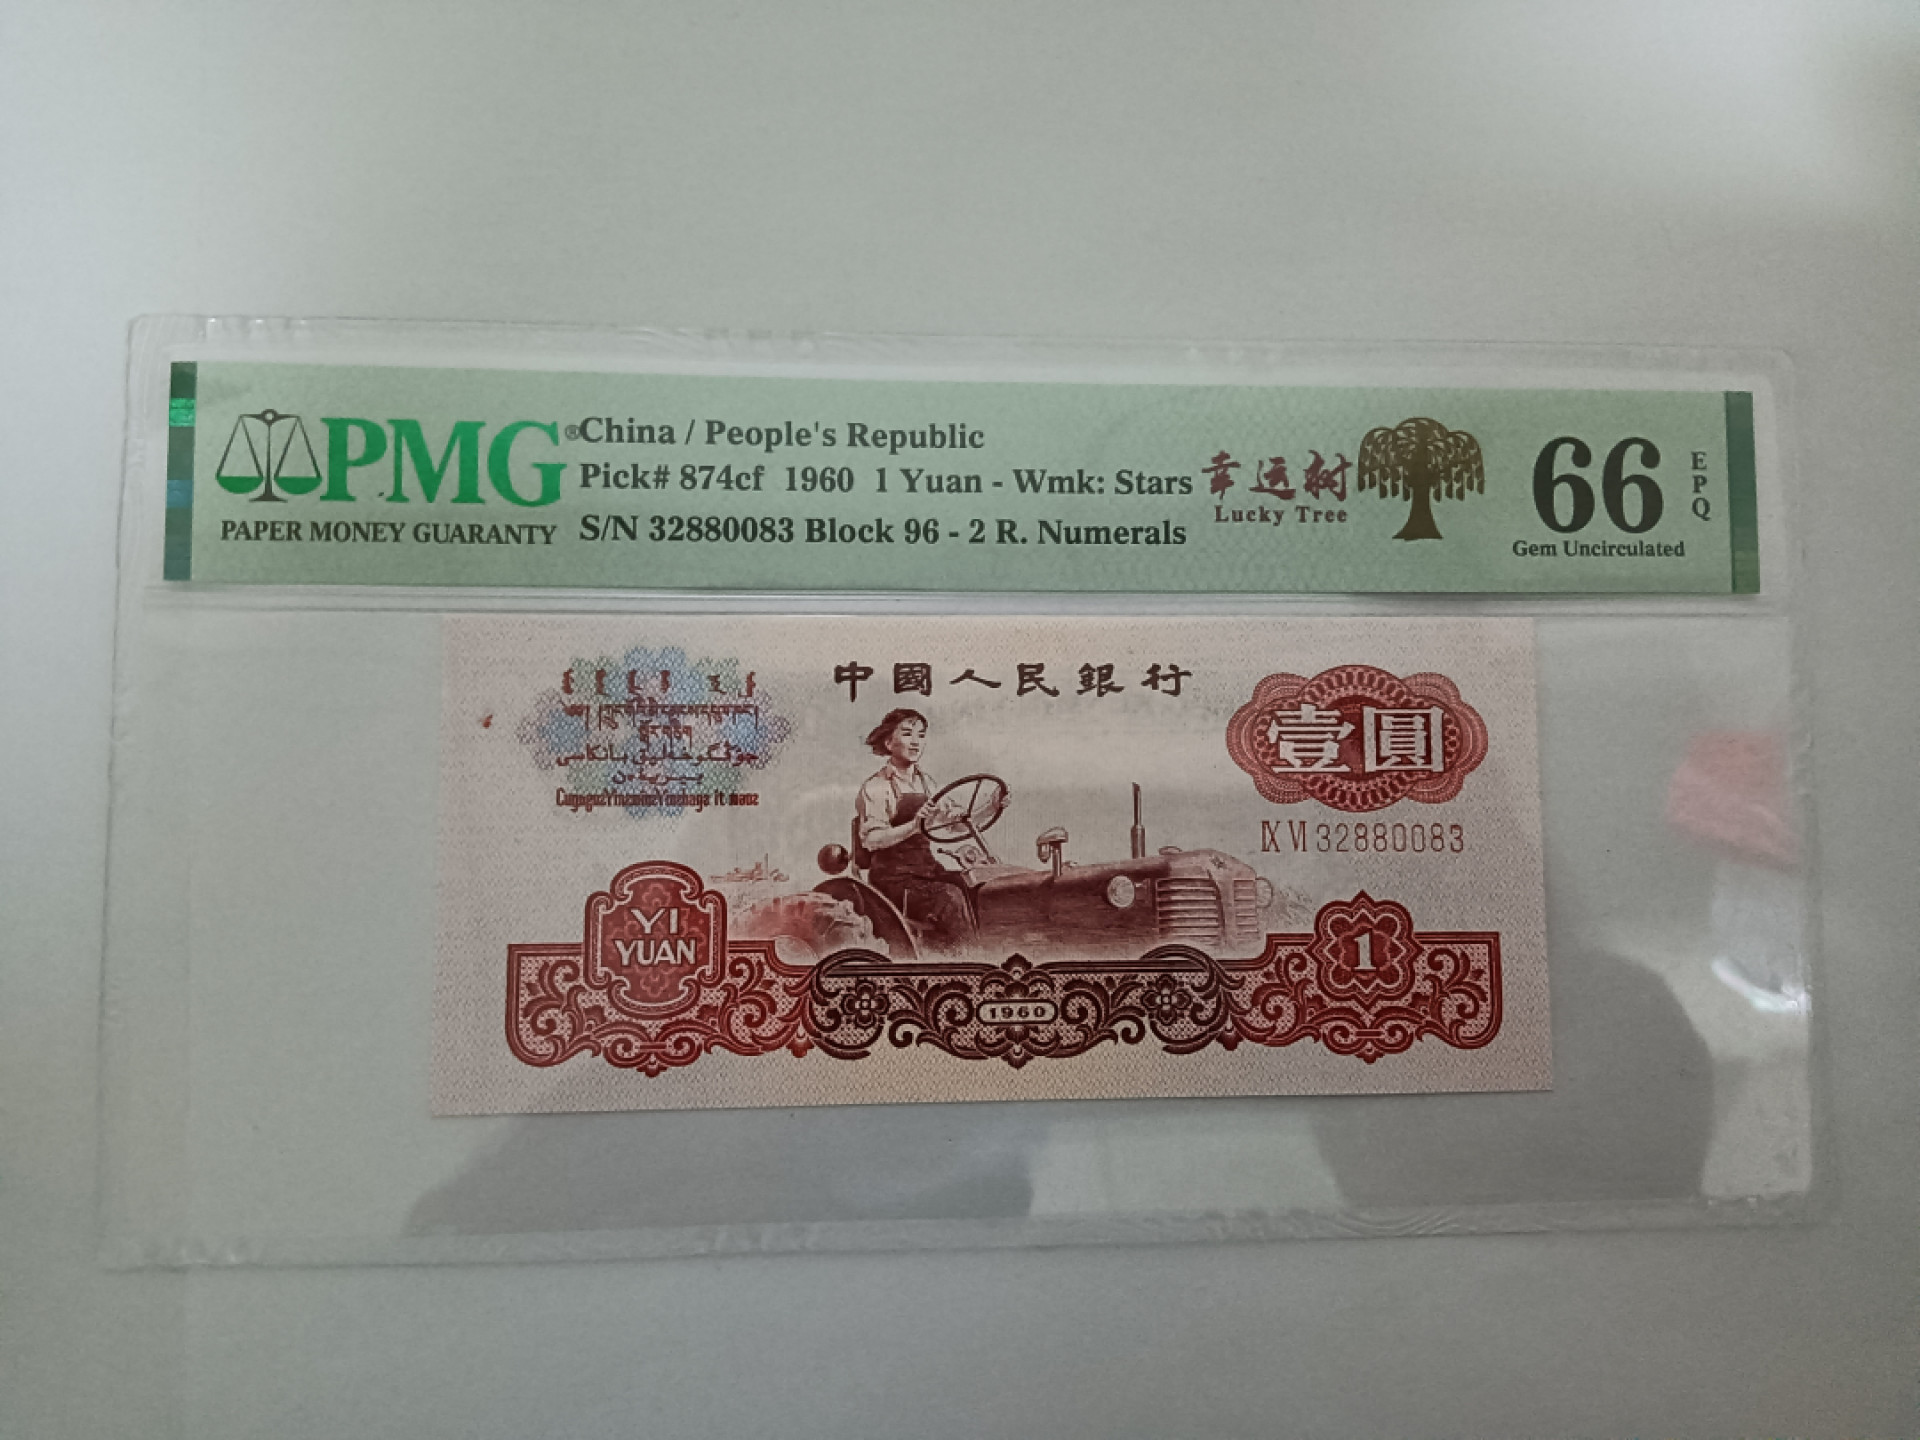 PMG®
PAPER MONEY GUARANTY
China / People's Republic
Pick# 874cf 1960 1 Yuan - Wmk: Stars
S/N 32880083 Block 96 - 2 R. Numerals
幸运树
Lucky Tree
66
EPQ
Gem Uncirculated
中國人民銀行
壹圓
IX VI 32880083
YI
YUAN
1960
1